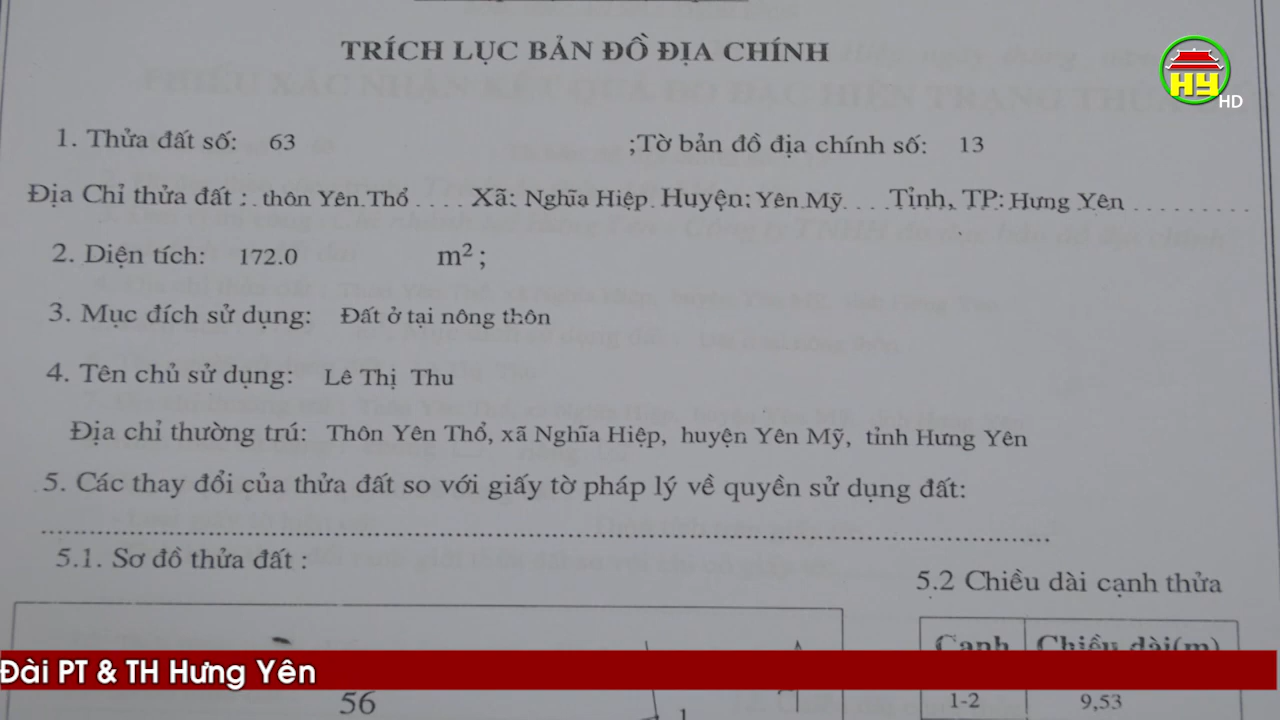 TRÍCH LỤC BẢN ĐỒ ĐỊA CHÍNH
HY HD
1. Thửa đất số: 63 ;Tờ bản đồ địa chính số: 13
Địa Chỉ thửa đất : . thôn Yên.Thổ . . . . Xã: Nghĩa Hiệp. Huyện: Yên.Mỹ. . . . Tỉnh, TP: Hưng Yên . . . . . . . . . .
2. Diện tích: 172.0 m² ;
3. Mục đích sử dụng: Đất ở tại nông thôn
4. Tên chủ sử dụng: Lê Thị Thu
Địa chỉ thường trú: Thôn Yên Thổ, xã Nghĩa Hiệp, huyện Yên Mỹ, tỉnh Hưng Yên
5. Các thay đổi của thửa đất so với giấy tờ pháp lý về quyền sử dụng đất:
5.1. Sơ đồ thửa đất :
5.2 Chiều dài cạnh thửa
Cạnh Chiều dài(m)
Đài PT & TH Hưng Yên
56
1
1-2 9,53